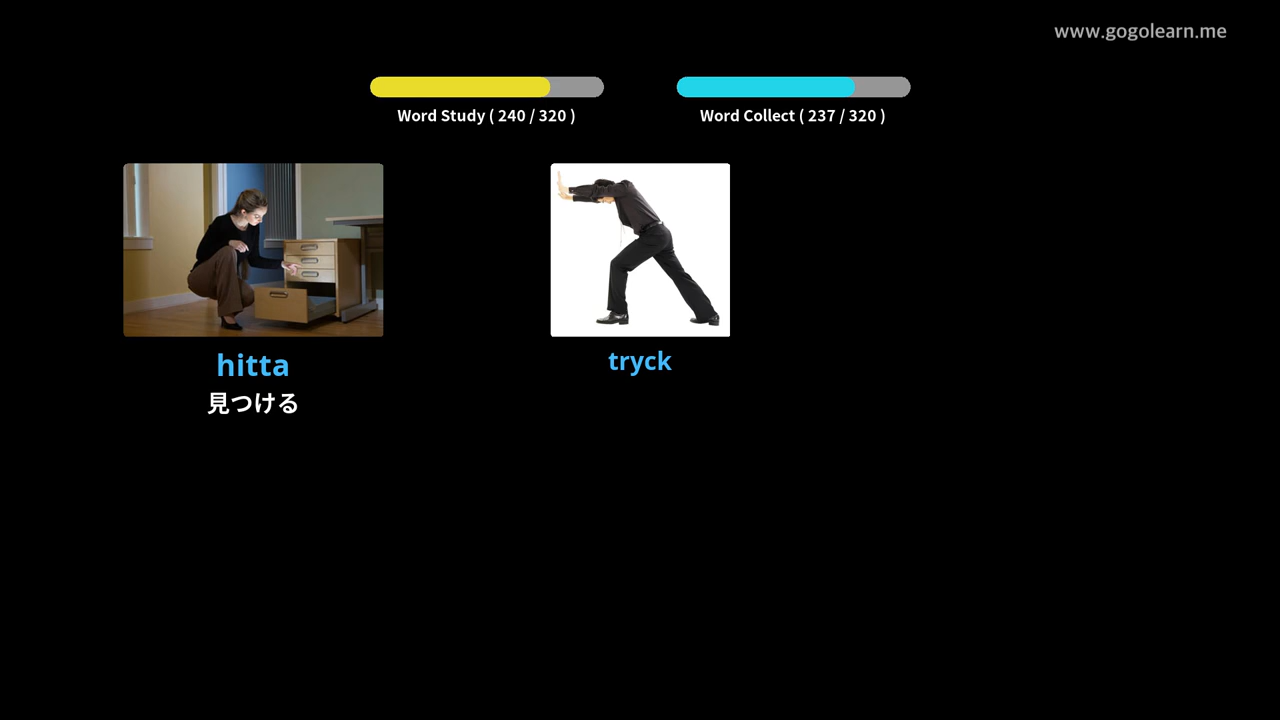 www.gogolearn.me
Word Study ( 240 / 320 )
Word Collect ( 237 / 320 )
hitta
見つける
tryck